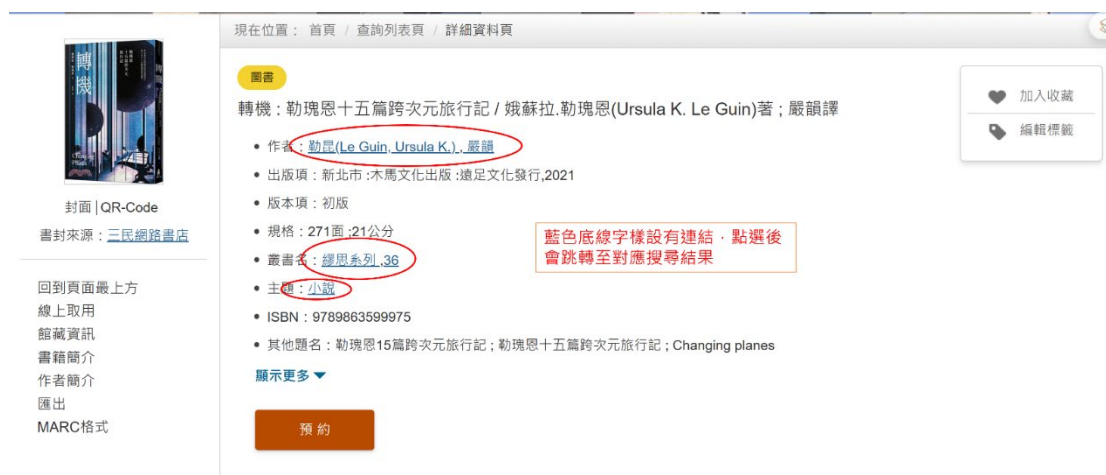 現在位置： 首頁 / 查詢列表頁 / 詳細資料頁
圖書
轉機 : 勒瑰恩十五篇跨次元旅行記 / 娥蘇拉.勒瑰恩(Ursula K. Le Guin)著 ; 嚴韻譯
• 作者：勒昆(Le Guin, Ursula K.) , 嚴韻
• 出版項：新北市 :木馬文化出版 :遠足文化發行,2021
• 版本項：初版
• 規格：271面 ;21公分
• 叢書名：繆思系列 ,36
• 主題：小說
• ISBN：9789863599975
• 其他題名：勒瑰恩15篇跨次元旅行記 ; 勒瑰恩十五篇跨次元旅行記 ; Changing planes
顯示更多
預約
藍色底線字樣設有連結，點選後
會跳轉至對應搜尋結果
加入收藏
編輯標籤
轉機
Changing
Planes
封面|QR-Code
書封來源：三民網路書店
回到頁面最上方
線上取用
館藏資訊
書籍簡介
作者簡介
匯出
MARC格式